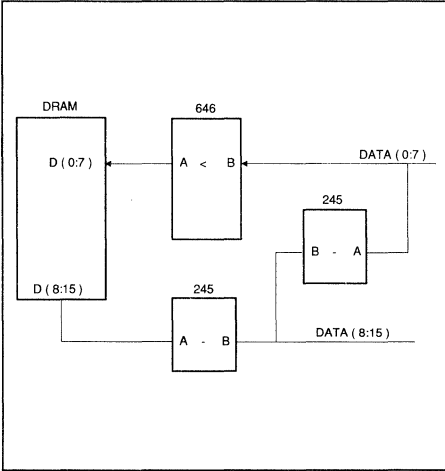 DRAM
646
D ( 0:7 )
A < B
DATA ( 0:7 )
245
B - A
D ( 8:15 )
245
A - B
DATA ( 8:15 )